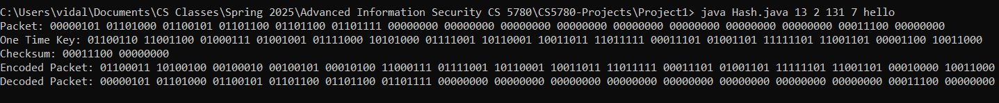 C:\Users\vidal\Documents\CS Classes\Spring 2025\Advanced Information Security CS 5780\CS5780-Projects\Project1> java Hash.java 13 2 131 7 hello
Packet: 00000101 01101000 01100101 01101100 01101100 01101111 00000000 00000000 00000000 00000000 00000000 00000000 00000000 00000000 00011100 00000000
One Time Key: 01100110 11001100 01000111 01001001 01111000 10101000 01111001 10110001 10011011 11011111 00011101 01001101 11111101 11001101 00001100 10011000
Checksum: 00011100 00000000
Encoded Packet: 01100011 10100100 00100010 00100101 00010100 11000111 01111001 10110001 10011011 11011111 00011101 01001101 11111101 11001101 00010000 10011000
Decoded Packet: 00000101 01101000 01100101 01101100 01101100 01101111 00000000 00000000 00000000 00000000 00000000 00000000 00000000 00000000 00011100 00000000